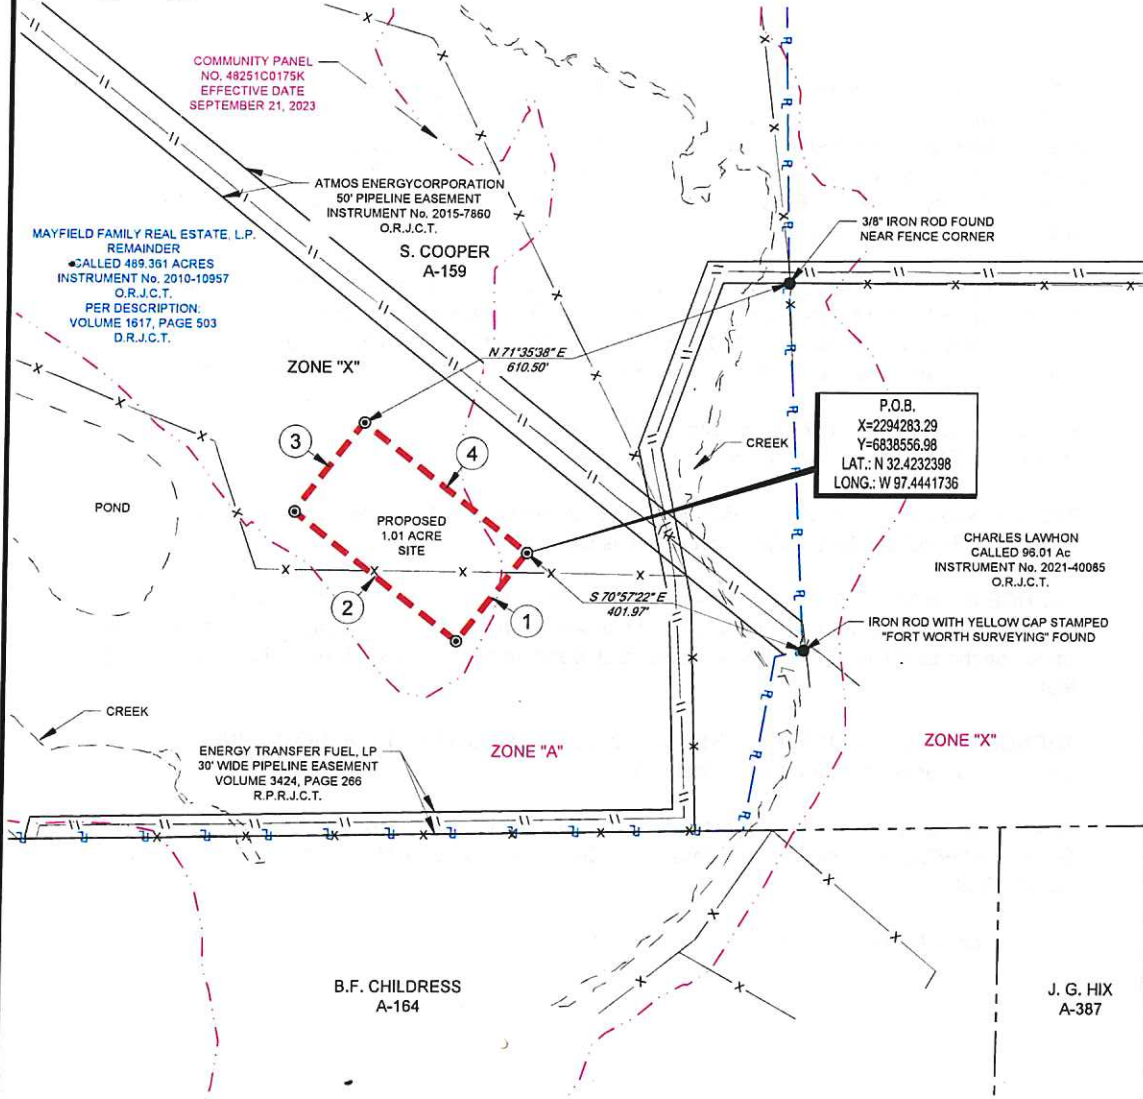 COMMUNITY PANEL
NO. 48251C0175K
EFFECTIVE DATE
SEPTEMBER 21, 2023
ATMOS ENERGYCORPORATION
50' PIPELINE EASEMENT
INSTRUMENT No. 2015-7860
O.R.J.C.T.
S. COOPER
A-159
MAYFIELD FAMILY REAL ESTATE, L.P.
REMAINDER
CALLED 489.361 ACRES
INSTRUMENT No. 2010-10957
O.R.J.C.T.
PER DESCRIPTION:
VOLUME 1617, PAGE 503
D.R.J.C.T.
3/8" IRON ROD FOUND
NEAR FENCE CORNER
ZONE "X"
N 71°35'38" E
610.50'
P.O.B.
X=2294283.29
Y=6838556.98
LAT.: N 32.4232398
LONG.: W 97.4441736
3
4
CREEK
POND
PROPOSED
1.01 ACRE
SITE
CHARLES LAWHON
CALLED 96.01 Ac
INSTRUMENT No. 2021-40085
O.R.J.C.T.
2
1
S 70°57'22" E
401.97'
IRON ROD WITH YELLOW CAP STAMPED
"FORT WORTH SURVEYING" FOUND
CREEK
ZONE "A"
ZONE "X"
ENERGY TRANSFER FUEL, LP
30' WIDE PIPELINE EASEMENT
VOLUME 3424, PAGE 266
R.P.R.J.C.T.
B.F. CHILDRESS
A-164
J. G. HIX
A-387